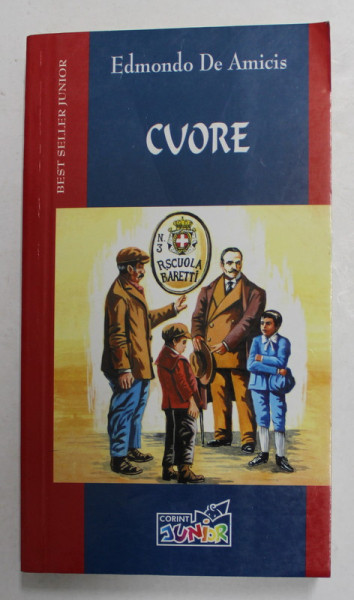 Edmondo De Amicis
CUORE
BEST SELLER JUNIOR
N.
3
R SCUOLA
BARETTI
CORINT
JUNIOR